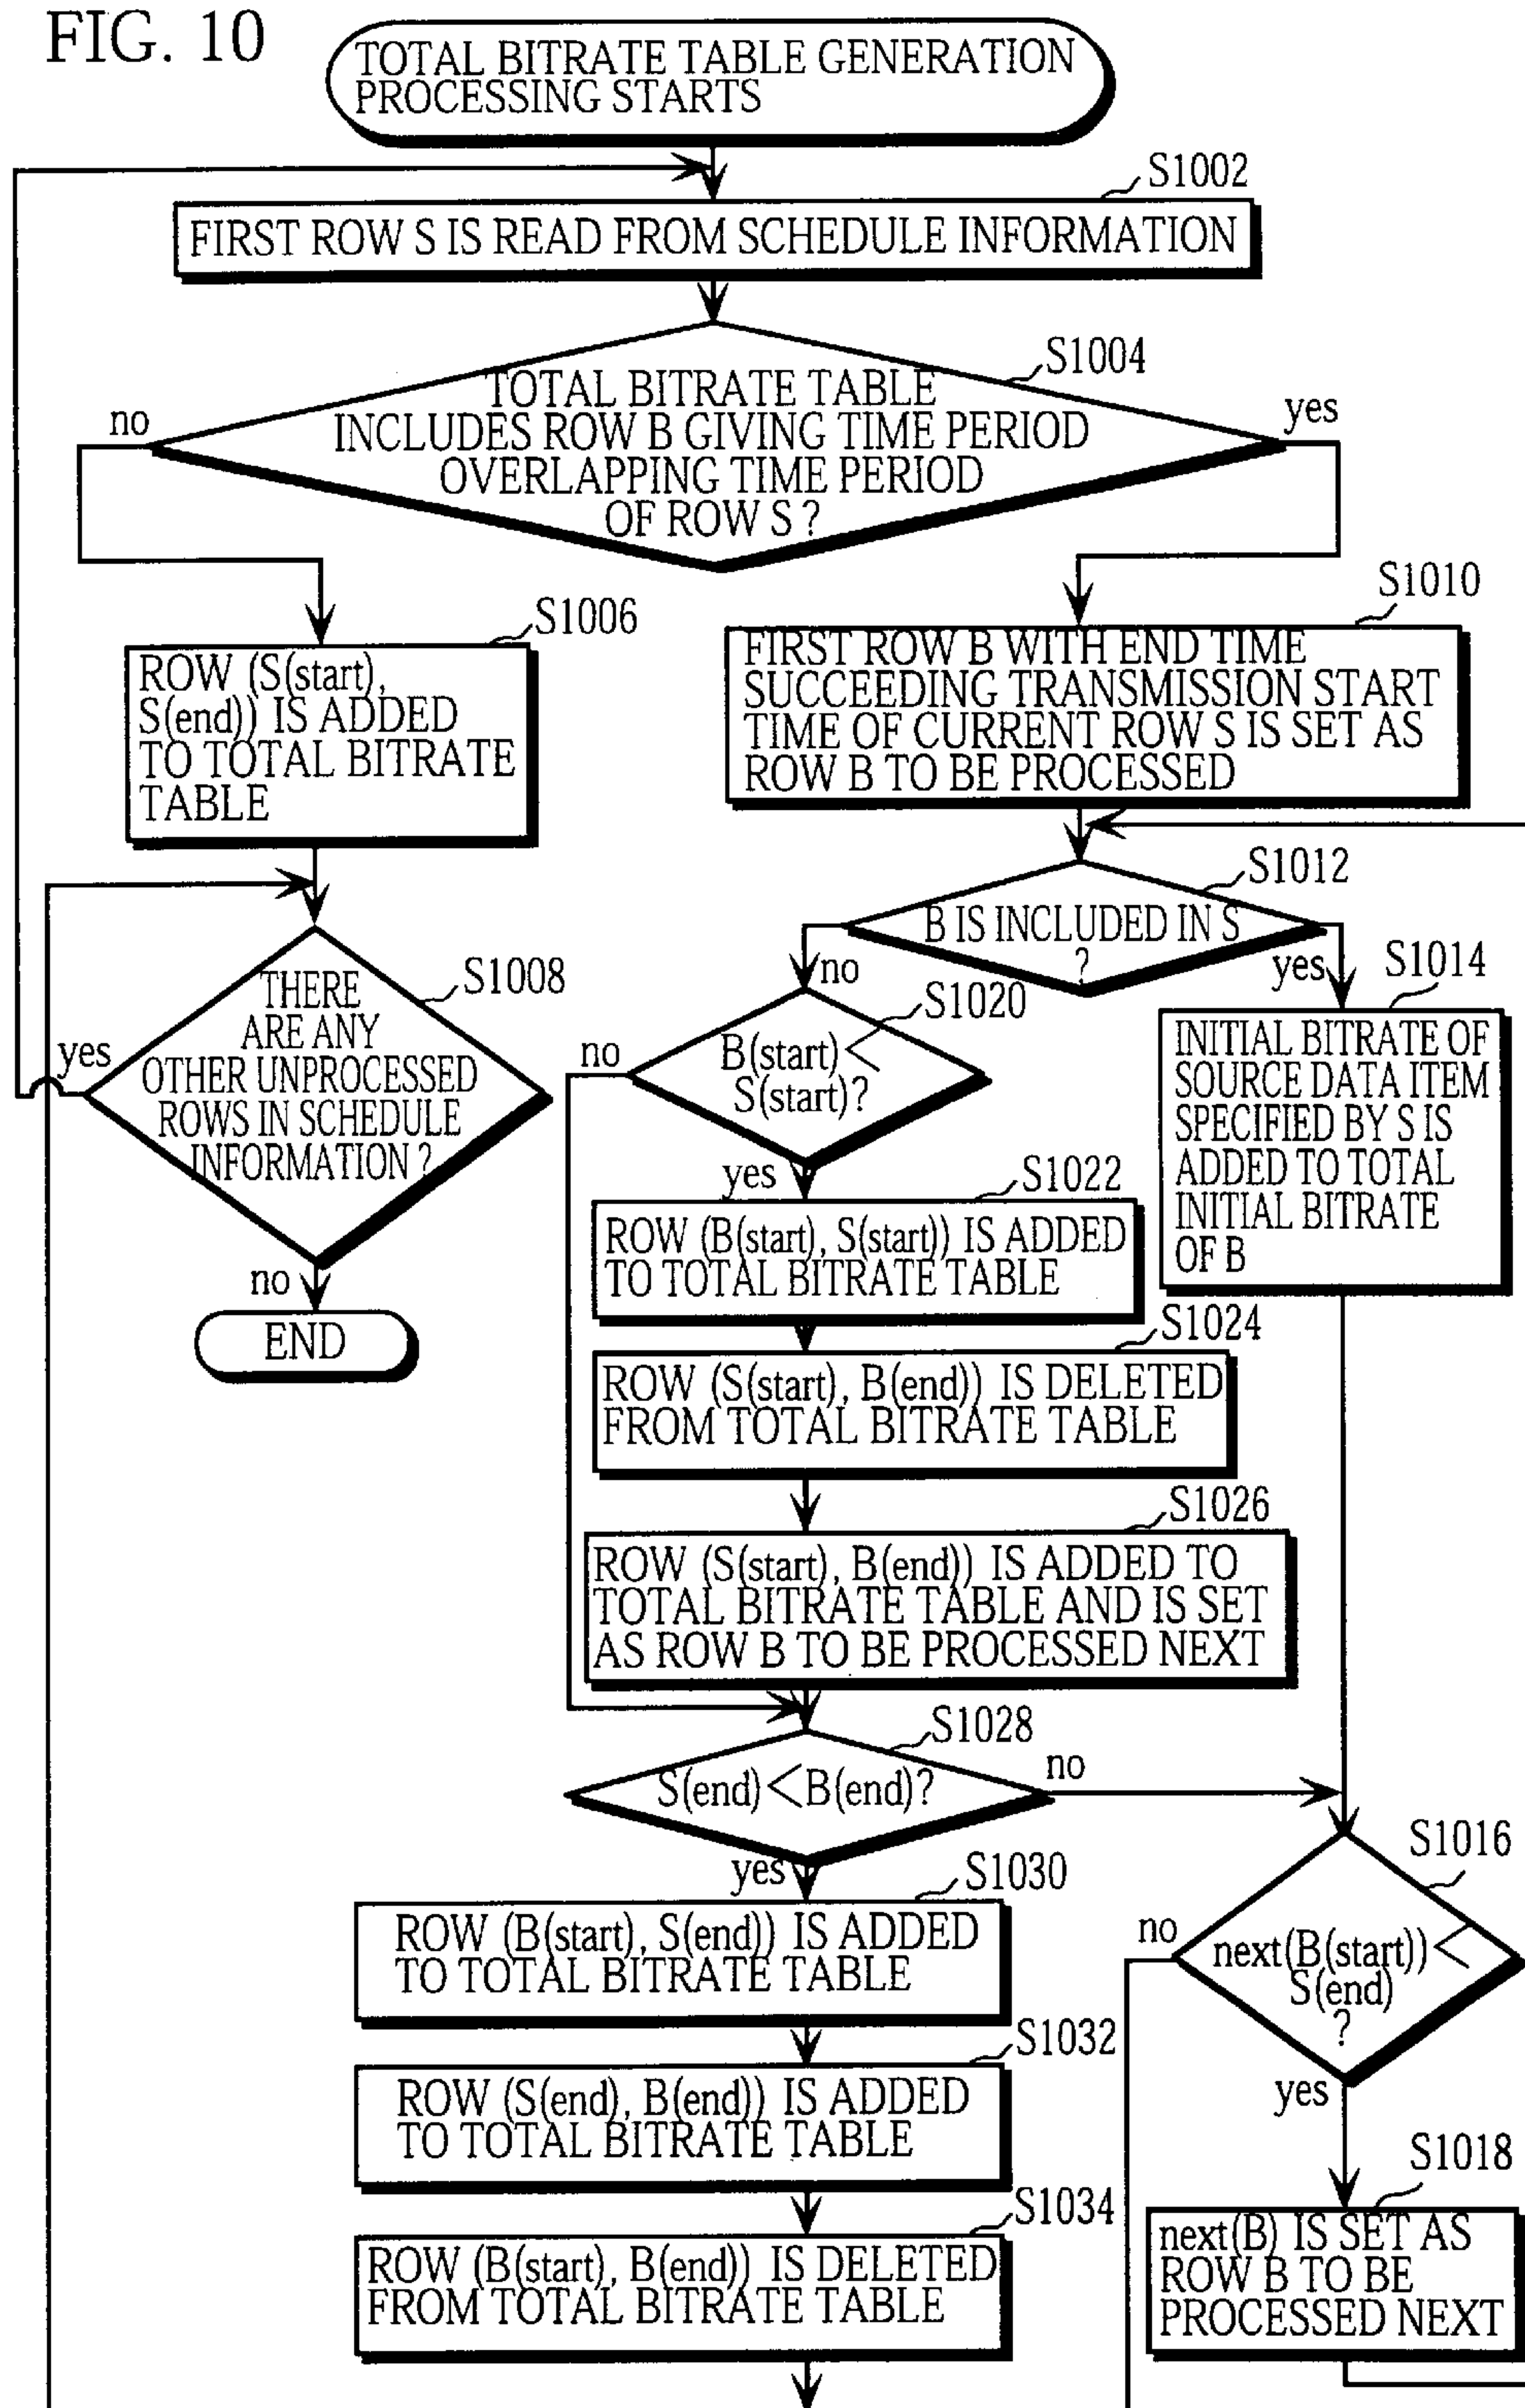 FIG. 10
TOTAL BITRATE TABLE GENERATION
PROCESSING STARTS
S1002
FIRST ROW S IS READ FROM SCHEDULE INFORMATION
S1004
TOTAL BITRATE TABLE
INCLUDES ROW B GIVING TIME PERIOD
OVERLAPPING TIME PERIOD
OF ROW S ?
no
yes
S1006
ROW (S(start),
S(end)) IS ADDED
TO TOTAL BITRATE
TABLE
S1010
FIRST ROW B WITH END TIME
SUCCEEDING TRANSMISSION START
TIME OF CURRENT ROW S IS SET AS
ROW B TO BE PROCESSED
S1008
THERE
ARE ANY
OTHER UNPROCESSED
ROWS IN SCHEDULE
INFORMATION ?
yes
no
END
S1012
B IS INCLUDED IN S
?
no
yes
S1014
INITIAL BITRATE OF
SOURCE DATA ITEM
SPECIFIED BY S IS
ADDED TO TOTAL
INITIAL BITRATE
OF B
S1020
B(start) <
S(start)?
no
yes
S1022
ROW (B(start), S(start)) IS ADDED
TO TOTAL BITRATE TABLE
S1024
ROW (S(start), B(end)) IS DELETED
FROM TOTAL BITRATE TABLE
S1026
ROW (S(start), B(end)) IS ADDED TO
TOTAL BITRATE TABLE AND IS SET
AS ROW B TO BE PROCESSED NEXT
S1028
S(end) < B(end)?
no
yes
S1030
ROW (B(start), S(end)) IS ADDED
TO TOTAL BITRATE TABLE
S1032
ROW (S(end), B(end)) IS ADDED
TO TOTAL BITRATE TABLE
S1034
ROW (B(start), B(end)) IS DELETED
FROM TOTAL BITRATE TABLE
S1016
next(B(start)) <
S(end)
?
no
yes
S1018
next(B) IS SET AS
ROW B TO BE
PROCESSED NEXT